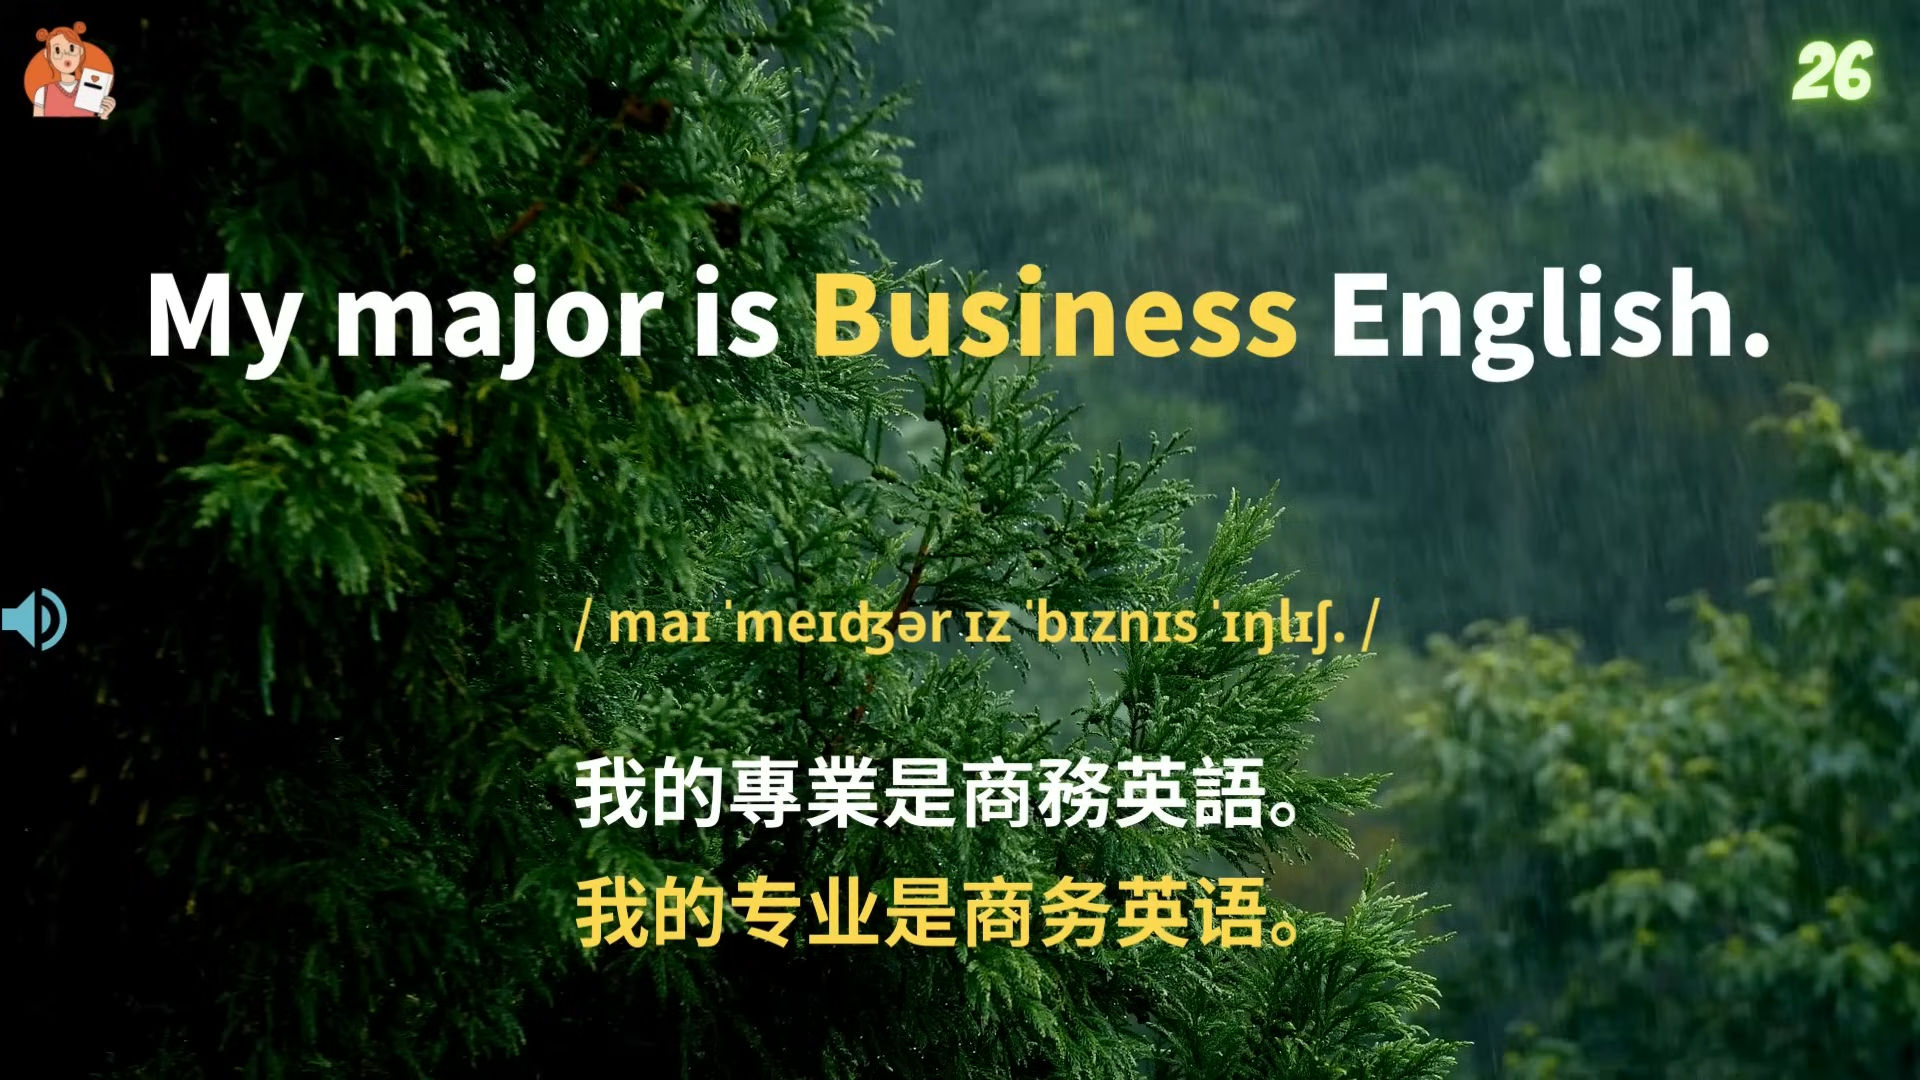 26
My major is Business English.
/ maɪ ˈmeɪʤər ɪz ˈbɪznɪs ˈɪŋlɪʃ. /
我的專業是商務英語。
我的专业是商务英语。